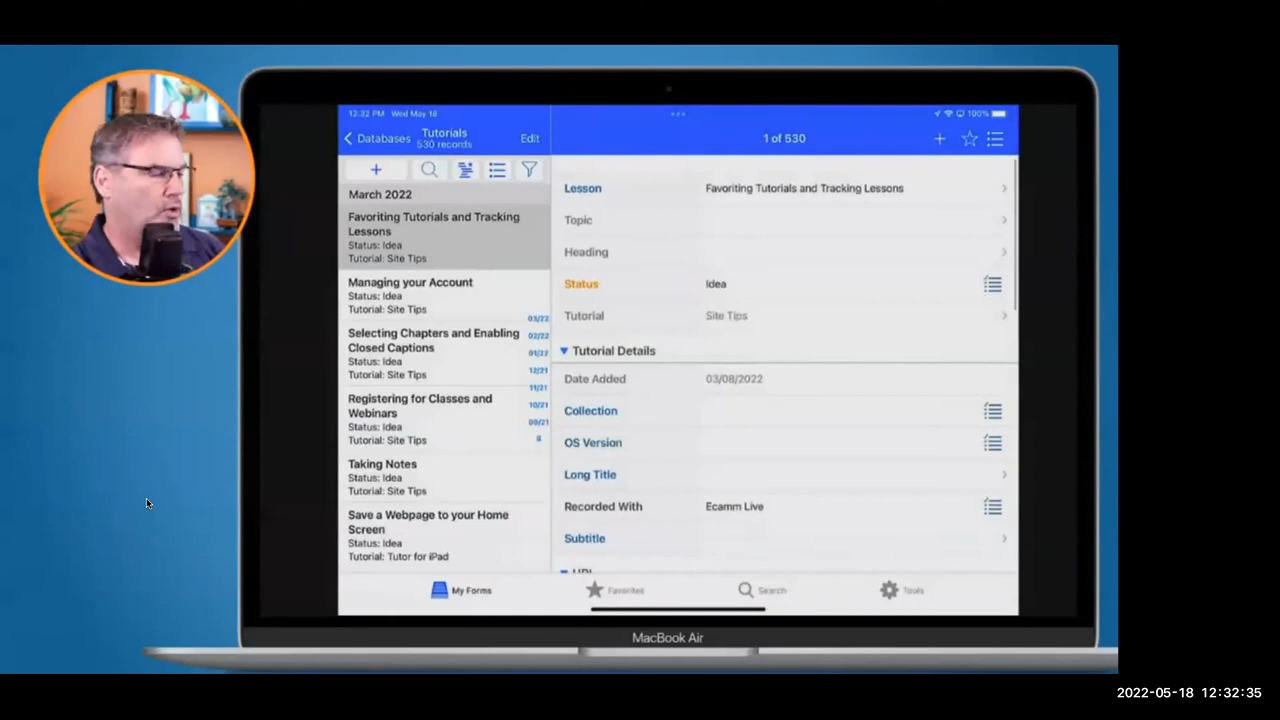 12:32 PM Wed May 18
100%
Databases
Tutorials
530 records
Edit
1 of 530
March 2022
Favoriting Tutorials and Tracking
Lessons
Status: Idea
Tutorial: Site Tips
Managing your Account
Status: Idea
Tutorial: Site Tips
Selecting Chapters and Enabling
Closed Captions
Status: Idea
Tutorial: Site Tips
Registering for Classes and
Webinars
Status: Idea
Tutorial: Site Tips
Taking Notes
Status: Idea
Tutorial: Site Tips
Save a Webpage to your Home
Screen
Status: Idea
Tutorial: Tutor for iPad
03/22
02/22
01/22
12/21
11/21
10/21
09/21
Lesson Favoriting Tutorials and Tracking Lessons
Topic
Heading
Status Idea
Tutorial Site Tips
Tutorial Details
Date Added 03/08/2022
Collection
OS Version
Long Title
Recorded With Ecamm Live
Subtitle
My Forms
Favorites
Search
Tools
MacBook Air
2022-05-18 12:32:35